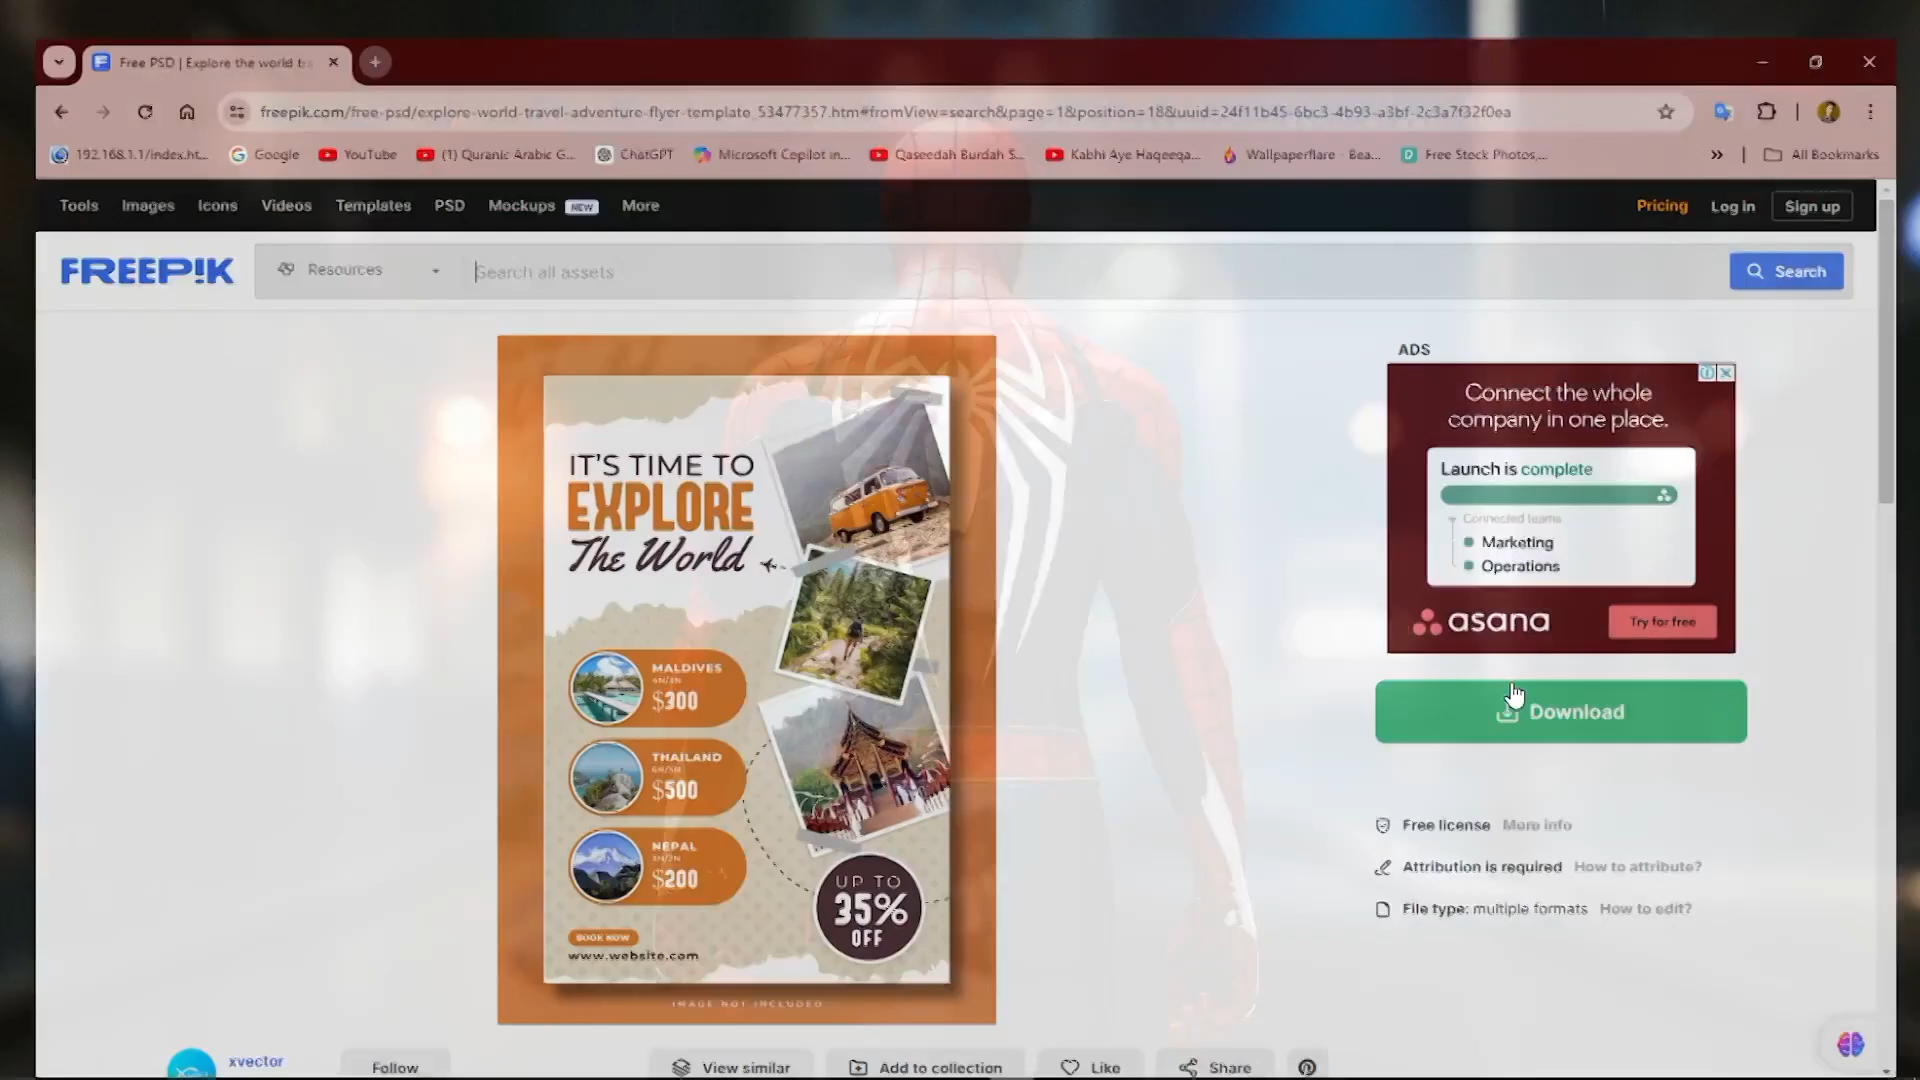 Free PSD | Explore the world tr
freepik.com/free-psd/explore-world-travel-adventure-flyer-template_53477357.htm#fromView=search&page=1&position=18&uuid=24f11b45-6bc3-4b93-a3bf-2c3a7f32f0ea
192.168.1.1/index.ht... Google YouTube (1) Quranic Arabic G... ChatGPT Microsoft Copilot in... Qaseedah Burdah S... Kabhi Aye Haqeeqa... Wallpaperflare - Bea... Free Stock Photos,... » All Bookmarks
Tools Images Icons Videos Templates PSD Mockups NEW More Pricing Log in Sign up
FREEP!K Resources Search all assets Search
ADS
Connect the whole
company in one place.
Launch is complete
Connected teams
Marketing
Operations
asana Try for free
Download
Free license More info
Attribution is required How to attribute?
File type: multiple formats How to edit?
IT'S TIME TO
EXPLORE
The World
MALDIVES
$300
THAILAND
$500
NEPAL
$200
UP TO
35%
OFF
BOOK NOW
www.website.com
IMAGE NOT INCLUDED
xvector Follow View similar Add to collection Like Share